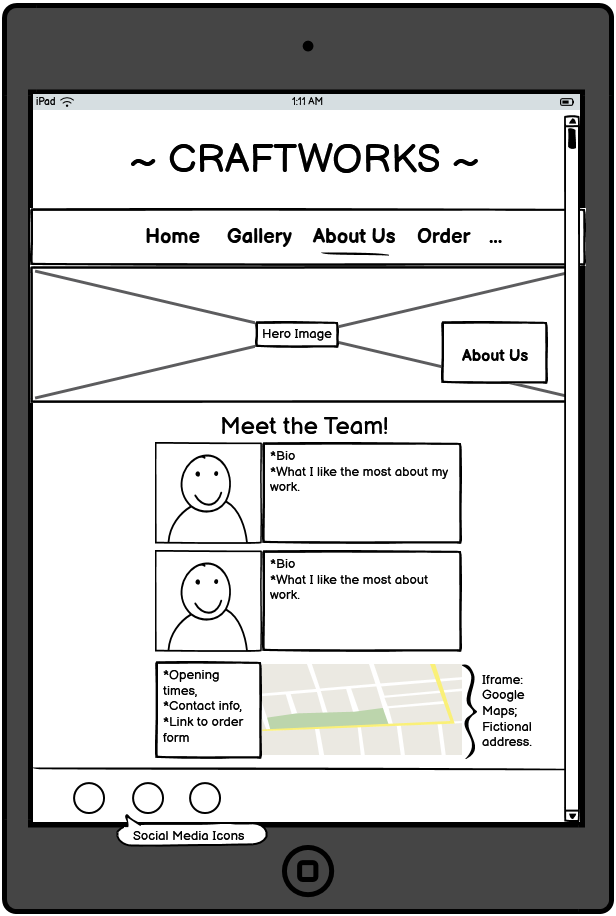 iPad 1:11 AM
~ CRAFTWORKS ~
Home Gallery About Us Order ...
Hero Image
About Us
Meet the Team!
*Bio
*What I like the most about my
work.
*Bio
*What I like the most about
work.
*Opening
times,
*Contact info,
*Link to order
form
Iframe:
Google
Maps;
Fictional
address.
Social Media Icons